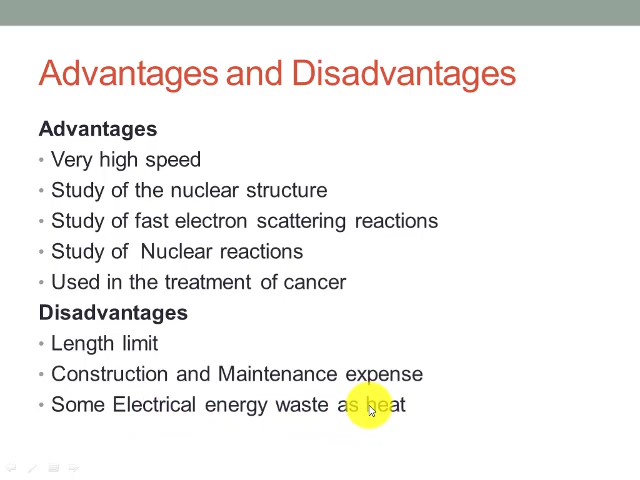 Advantages and Disadvantages
Advantages
• Very high speed
• Study of the nuclear structure
• Study of fast electron scattering reactions
• Study of Nuclear reactions
• Used in the treatment of cancer
Disadvantages
• Length limit
• Construction and Maintenance expense
• Some Electrical energy waste as heat